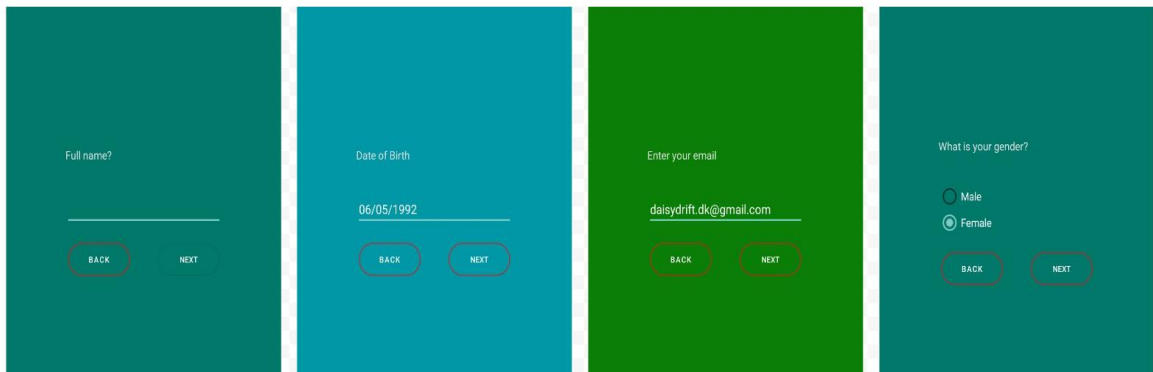 Full name?
BACK NEXT
Date of Birth
06/05/1992
BACK NEXT
Enter your email
daisydrift.dk@gmail.com
BACK NEXT
What is your gender?
Male
Female
BACK NEXT